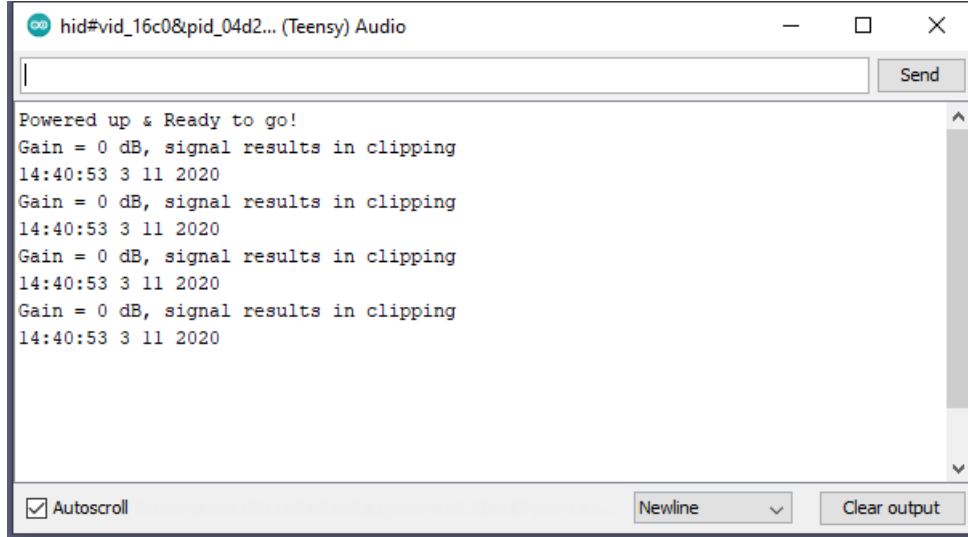 hid#vid_16c0&pid_04d2... (Teensy) Audio
Send
Powered up & Ready to go!
Gain = 0 dB, signal results in clipping
14:40:53 3 11 2020
Gain = 0 dB, signal results in clipping
14:40:53 3 11 2020
Gain = 0 dB, signal results in clipping
14:40:53 3 11 2020
Gain = 0 dB, signal results in clipping
14:40:53 3 11 2020
Autoscroll Newline Clear output